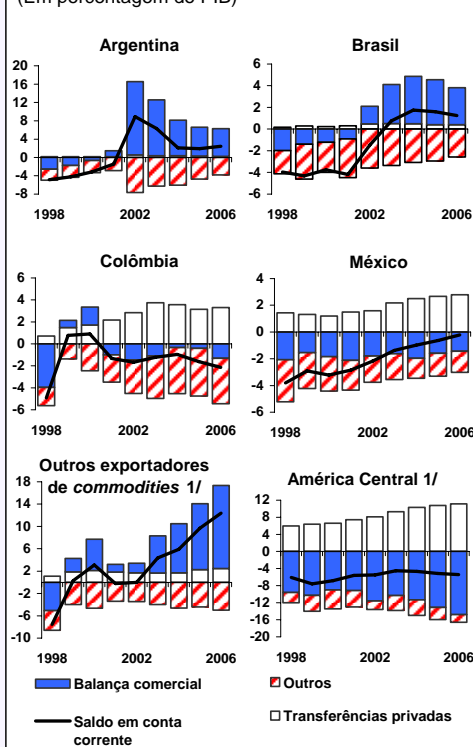 Argentina
20
16
12
8
4
0
-4
-8
1998 2002 2006
Brasil
6
4
2
0
-2
-4
-6
1998 2002 2006
Colômbia
6
4
2
0
-2
-4
-6
1998 2002 2006
México
4
2
0
-2
-4
-6
1998 2002 2006
Outros exportadores
de commodities 1/
18
14
10
6
2
-2
-6
-10
1998 2002 2006
América Central 1/
12
8
4
0
-4
-8
-12
-16
-20
1998 2002 2006
Balança comercial
Outros
Saldo em conta
corrente
Transferências privadas